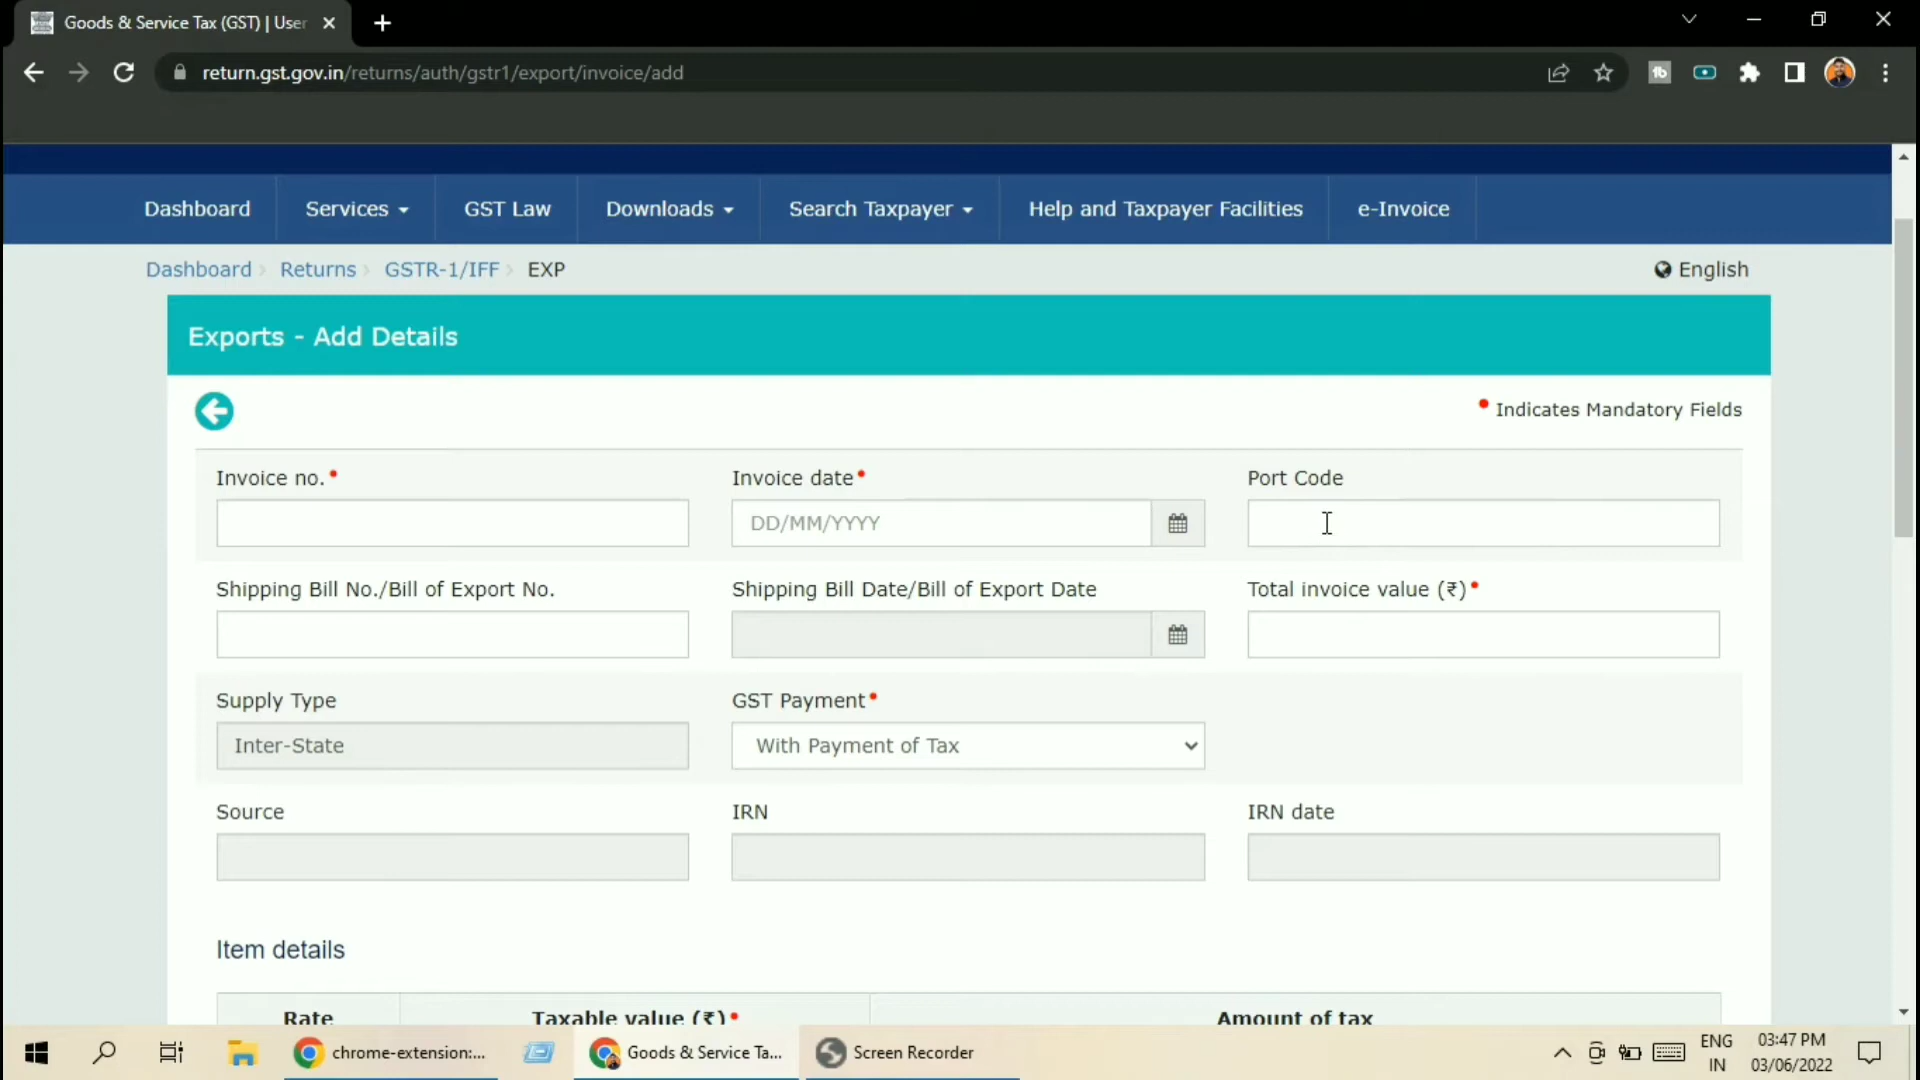 Goods & Service Tax (GST) | User
return.gst.gov.in/returns/auth/gstr1/export/invoice/add
Dashboard Services GST Law Downloads Search Taxpayer Help and Taxpayer Facilities e-Invoice
Dashboard Returns GSTR-1/IFF EXP English
Exports - Add Details
• Indicates Mandatory Fields
Invoice no.• Invoice date• Port Code
DD/MM/YYYY
Shipping Bill No./Bill of Export No. Shipping Bill Date/Bill of Export Date Total invoice value (₹)•
Supply Type GST Payment•
Inter-State With Payment of Tax
Source IRN IRN date
Item details
Rate Taxable value (₹)• Amount of tax
chrome-extension:... Goods & Service Ta... Screen Recorder ENG 03:47 PM
IN 03/06/2022